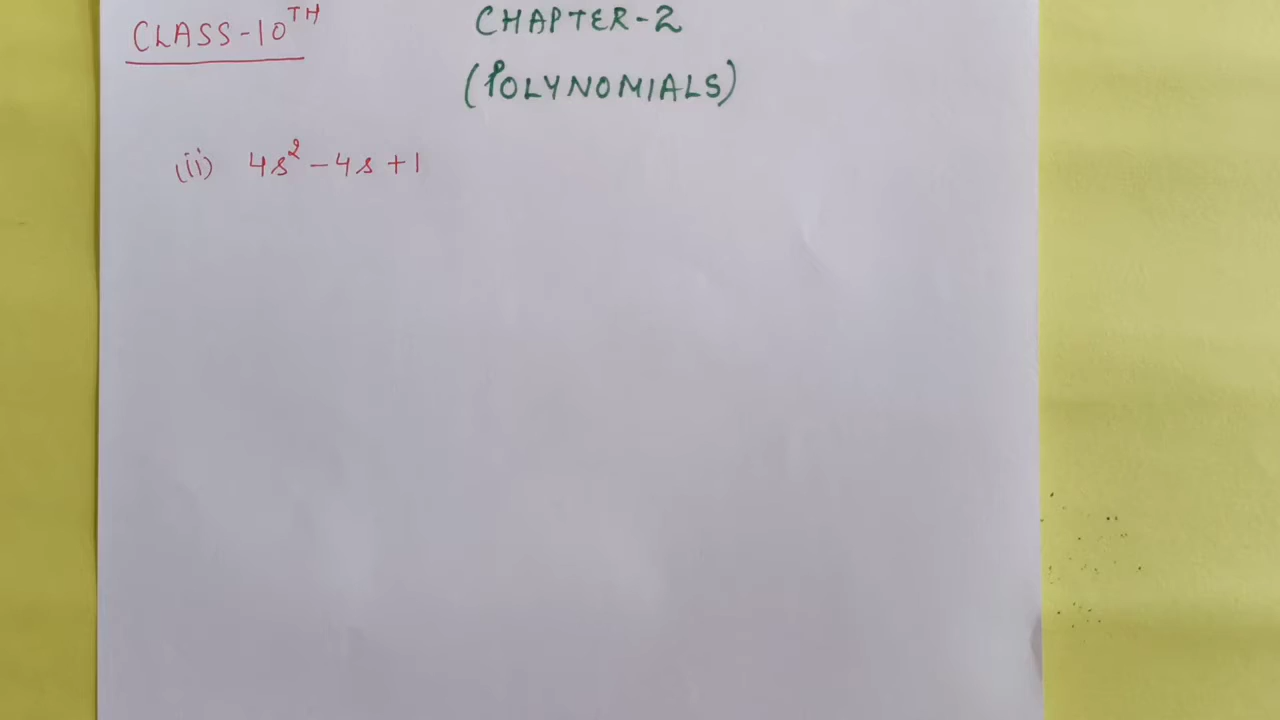 CLASS-10TH
CHAPTER-2
(POLYNOMIALS)
(ii) 4s² - 4s + 1